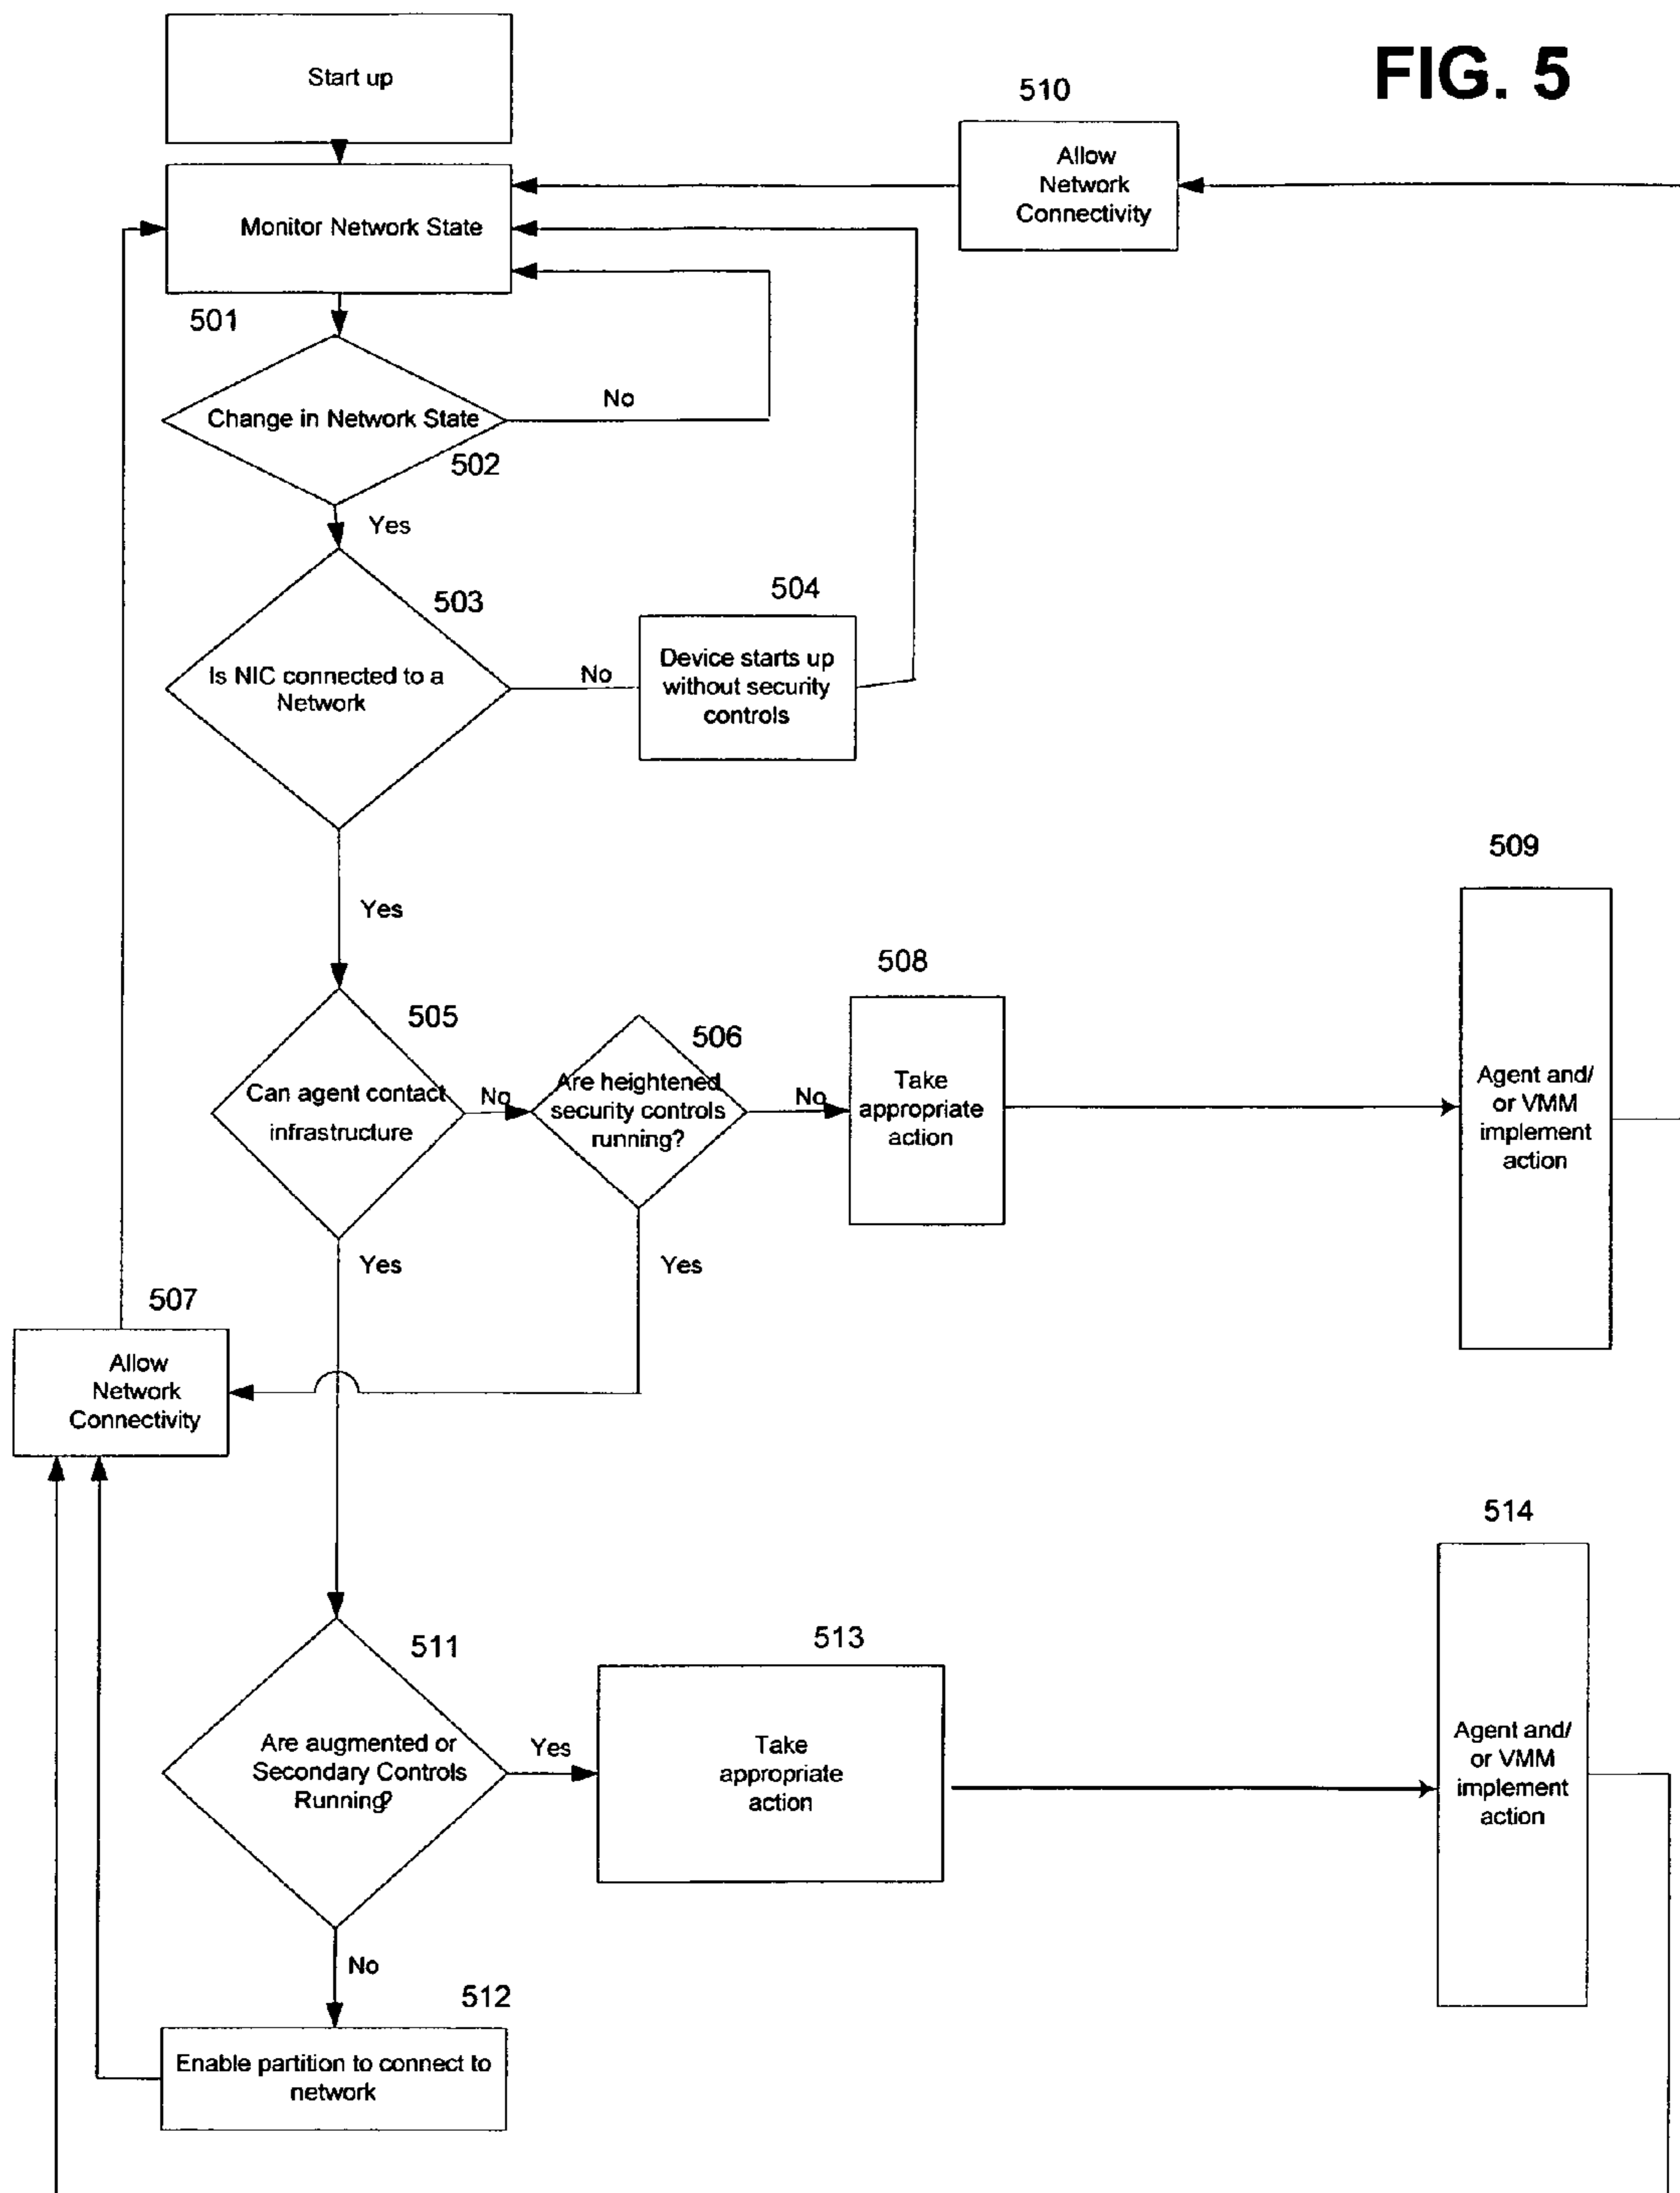 FIG. 5
Start up
510
Allow
Network
Connectivity
Monitor Network State
501
Change in Network State
No
502
Yes
503
Is NIC connected to a
Network
No
504
Device starts up
without security
controls
Yes
505
Can agent contact
infrastructure
No
506
Are heightened
security controls
running?
No
508
Take
appropriate
action
509
Agent and/
or VMM
implement
action
Yes
Yes
507
Allow
Network
Connectivity
511
Are augmented or
Secondary Controls
Running?
Yes
513
Take
appropriate
action
514
Agent and/
or VMM
implement
action
No
512
Enable partition to connect to
network